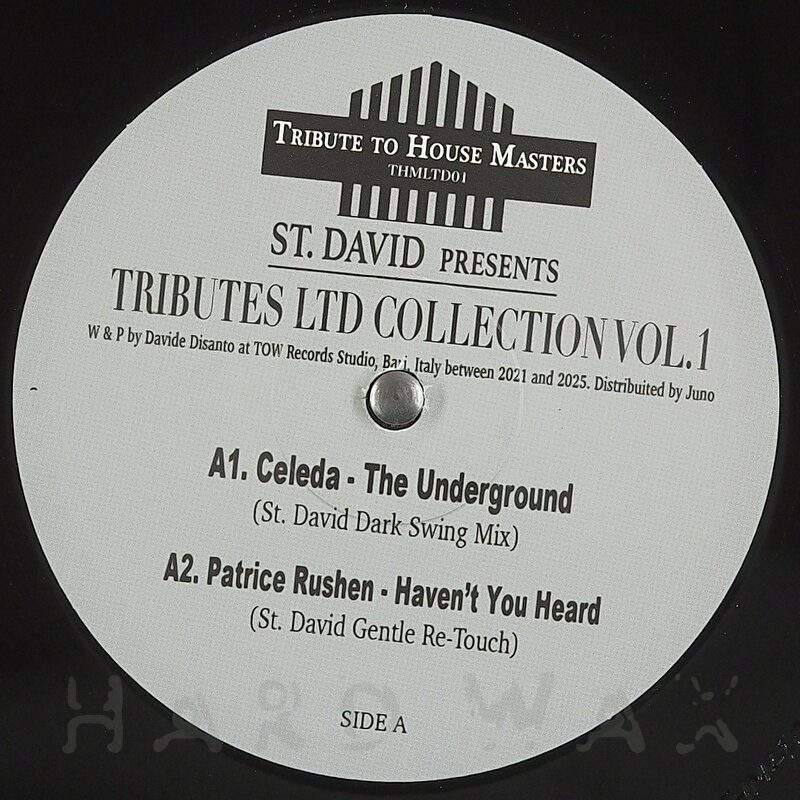 TRIBUTE TO HOUSE MASTERS
THMLTD01
ST. DAVID PRESENTS
TRIBUTES LTD COLLECTION VOL.1
W & P by Davide Disanto at TOW Records Studio, Bari, Italy between 2021 and 2025. Distribuited by Juno
A1. Celeda - The Underground
(St. David Dark Swing Mix)
A2. Patrice Rushen - Haven't You Heard
(St. David Gentle Re-Touch)
HARD WAX
SIDE A